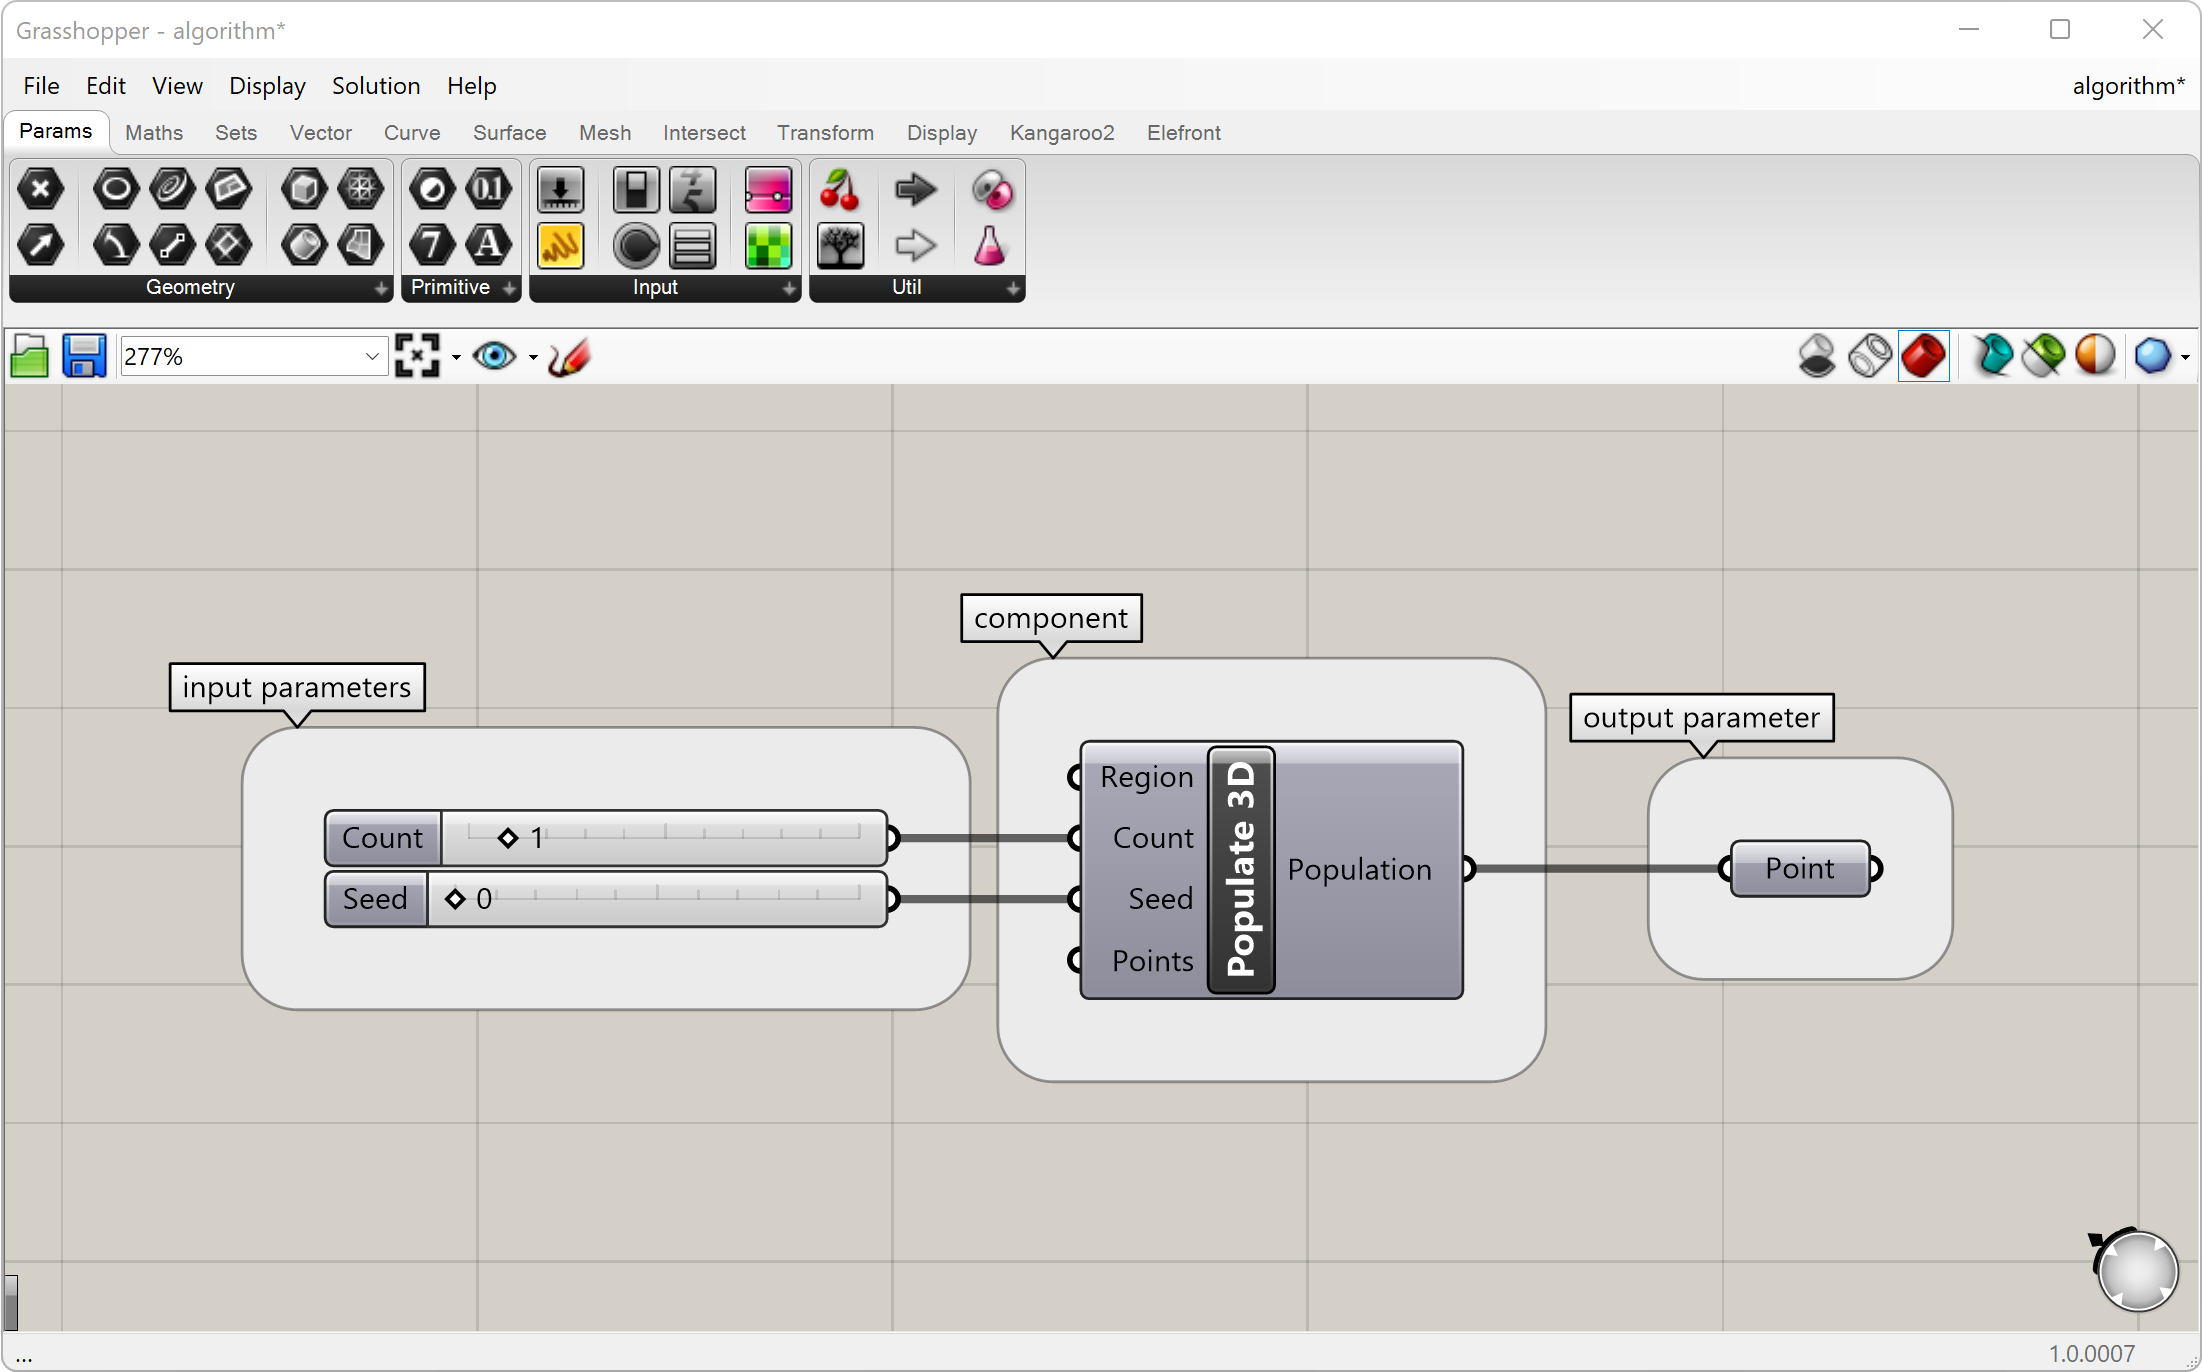 Grasshopper - algorithm*
File Edit View Display Solution Help algorithm*
Params Maths Sets Vector Curve Surface Mesh Intersect Transform Display Kangaroo2 Elefront
0.1
7 A
4
5
Geometry Primitive Input Util
277%
component
input parameters
output parameter
Region
Count 1
Count
Seed 0
Seed
Points
Populate 3D
Population
Point
...
1.0.0007